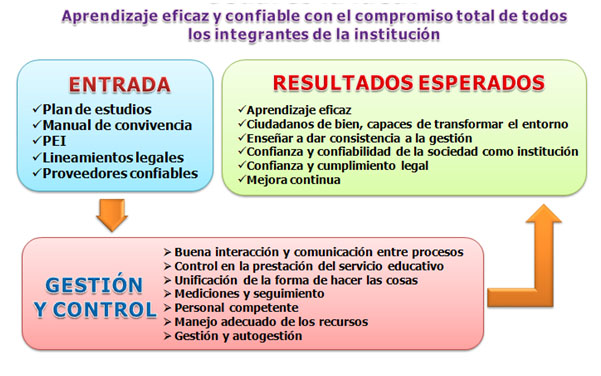 Aprendizaje eficaz y confiable con el compromiso total de todos
los integrantes de la institución
ENTRADA
✓Plan de estudios
✓Manual de convivencia
✓PEI
✓Lineamientos legales
✓Proveedores confiables
RESULTADOS ESPERADOS
✓Aprendizaje eficaz
✓Ciudadanos de bien, capaces de transformar el entorno
✓Enseñar a dar consistencia a la gestión
✓Confianza y confiabilidad de la sociedad como institución
✓Confianza y cumplimiento legal
✓Mejora continua
GESTIÓN
Y CONTROL
➢ Buena interacción y comunicación entre procesos
➢ Control en la prestación del servicio educativo
➢ Unificación de la forma de hacer las cosas
➢ Mediciones y seguimiento
➢ Personal competente
➢ Manejo adecuado de los recursos
➢ Gestión y autogestión